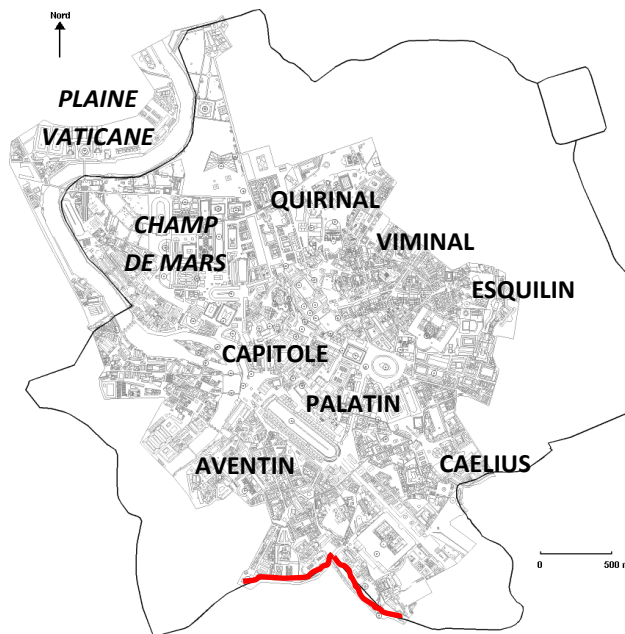 Nord
PLAINE
VATICANE
QUIRINAL
CHAMP
DE MARS
VIMINAL
ESQUILIN
CAPITOLE
PALATIN
AVENTIN
CAELIUS
0 500 m